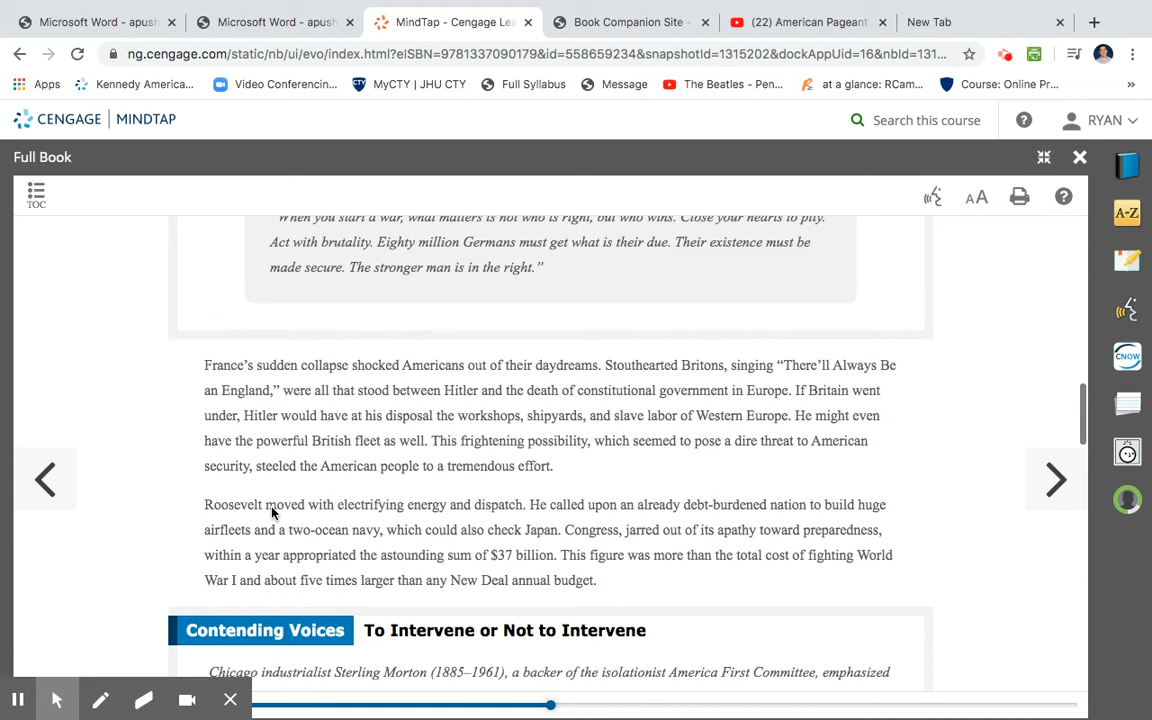 Microsoft Word - apush
Microsoft Word - apush
MindTap - Cengage Lea
Book Companion Site -
(22) American Pageant
New Tab
ng.cengage.com/static/nb/ui/evo/index.html?eISBN=9781337090179&id=558659234&snapshotId=1315202&dockAppUid=16&nbId=131...
Apps
Kennedy America...
Video Conferencin...
MyCTY | JHU CTY
Full Syllabus
Message
The Beatles - Pen...
at a glance: RCam...
Course: Online Pr...
»
CENGAGE | MINDTAP
Search this course
RYAN
Full Book
TOC
AA
A-Z
"When you start a war, what matters is not who is right, but who wins. Close your hearts to pity.
Act with brutality. Eighty million Germans must get what is their due. Their existence must be
made secure. The stronger man is in the right.”
CNOW
France’s sudden collapse shocked Americans out of their daydreams. Stouthearted Britons, singing “There’ll Always Be
an England,” were all that stood between Hitler and the death of constitutional government in Europe. If Britain went
under, Hitler would have at his disposal the workshops, shipyards, and slave labor of Western Europe. He might even
have the powerful British fleet as well. This frightening possibility, which seemed to pose a dire threat to American
security, steeled the American people to a tremendous effort.
Roosevelt moved with electrifying energy and dispatch. He called upon an already debt-burdened nation to build huge
airfleets and a two-ocean navy, which could also check Japan. Congress, jarred out of its apathy toward preparedness,
within a year appropriated the astounding sum of $37 billion. This figure was more than the total cost of fighting World
War I and about five times larger than any New Deal annual budget.
Contending Voices To Intervene or Not to Intervene
Chicago industrialist Sterling Morton (1885–1961), a backer of the isolationist America First Committee, emphasized